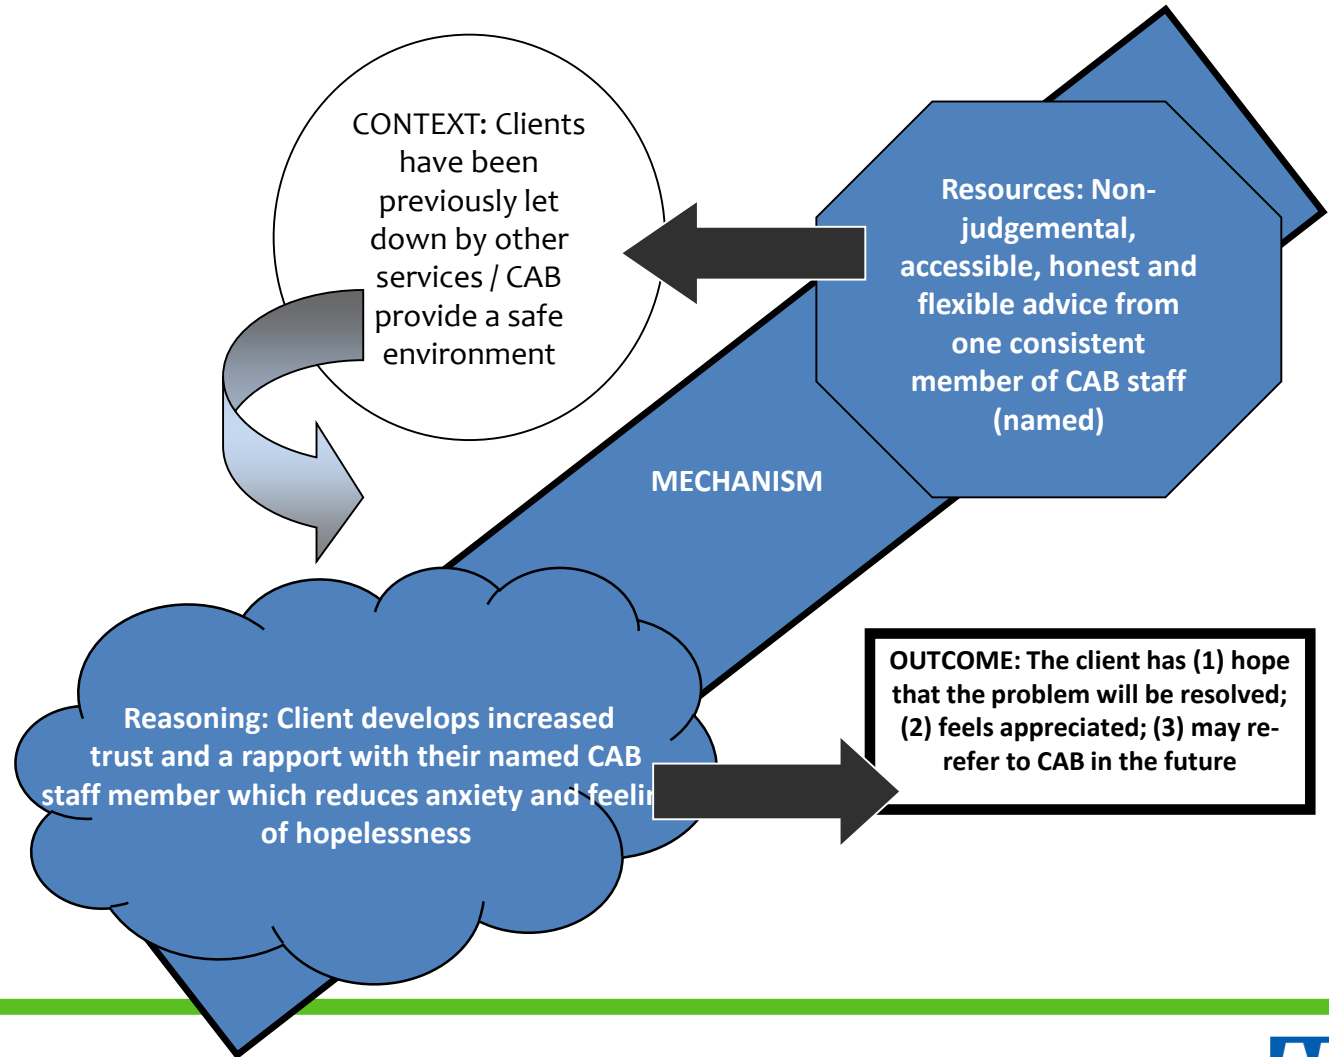 CONTEXT: Clients
have been
previously let
down by other
services / CAB
provide a safe
environment
Resources: Non-
judgemental,
accessible, honest and
flexible advice from
one consistent
member of CAB staff
(named)
MECHANISM
OUTCOME: The client has (1) hope
that the problem will be resolved;
(2) feels appreciated; (3) may re-
refer to CAB in the future
Reasoning: Client develops increased
trust and a rapport with their named CAB
staff member which reduces anxiety and
of hopelessness